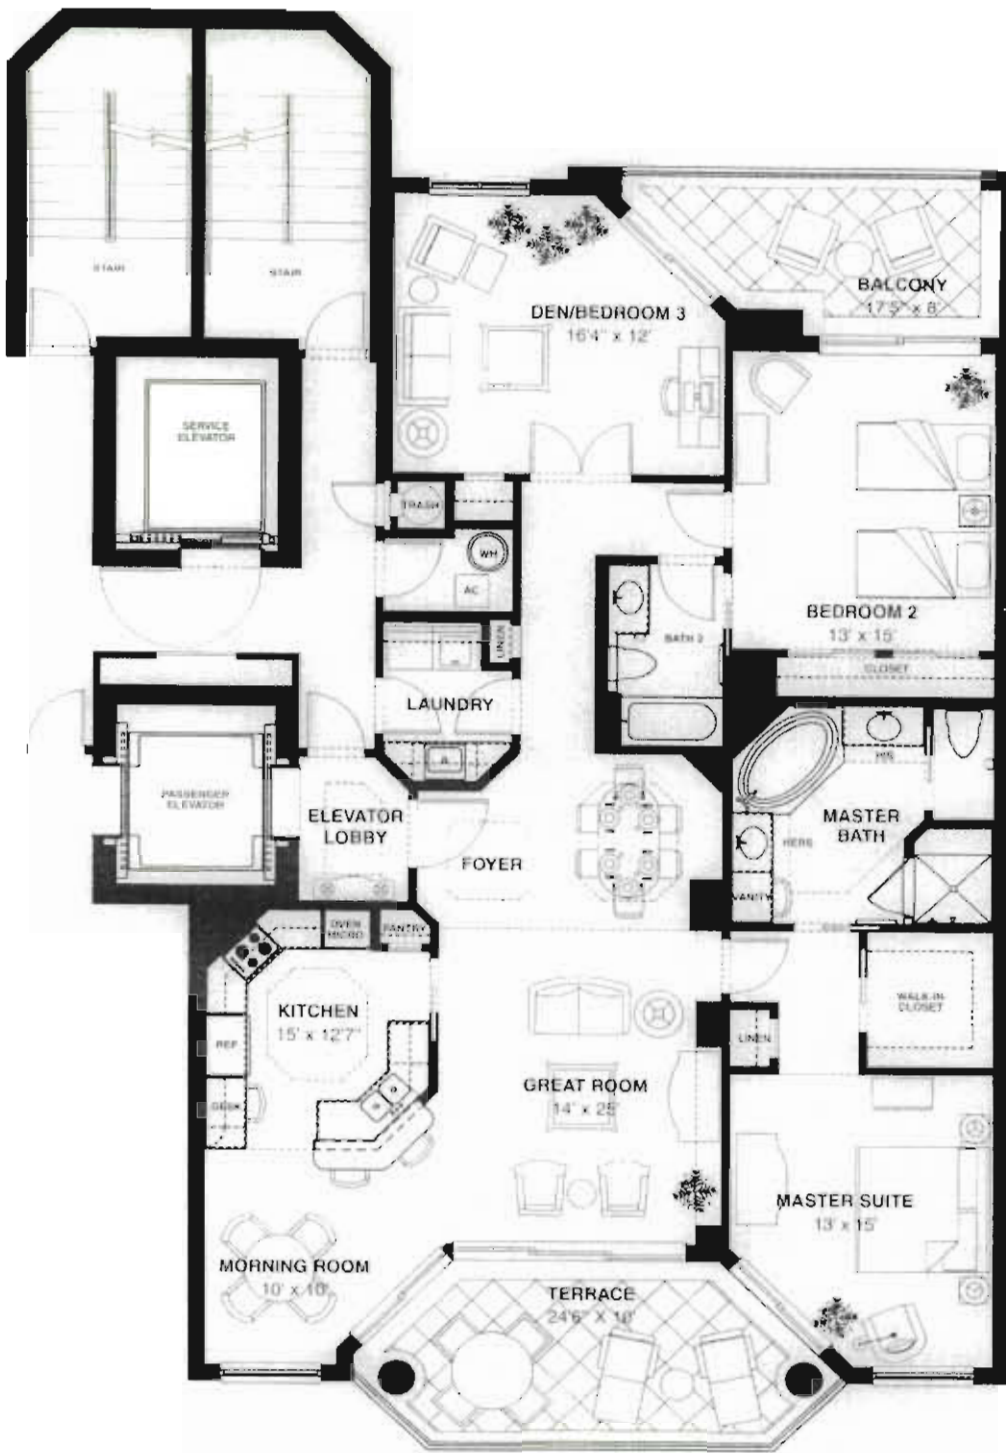 STAIR
STAIR
DEN/BEDROOM 3
16'4" x 12'
BALCONY
17'5" x 8'
SERVICE
ELEVATOR
TRASH
WH
AC
LINEN
BATH 2
BEDROOM 2
13' x 15'
CLOSET
LAUNDRY
PASSENGER
ELEVATOR
ELEVATOR
LOBBY
FOYER
HIS
MASTER
BATH
HERS
VANITY
OVEN
MICRO
PANTRY
KITCHEN
15' x 12'7"
REF
DESK
WALK-IN
CLOSET
LINEN
GREAT ROOM
14' x 25'
MASTER SUITE
13' x 15'
MORNING ROOM
10' x 10'
TERRACE
24'6" X 10'